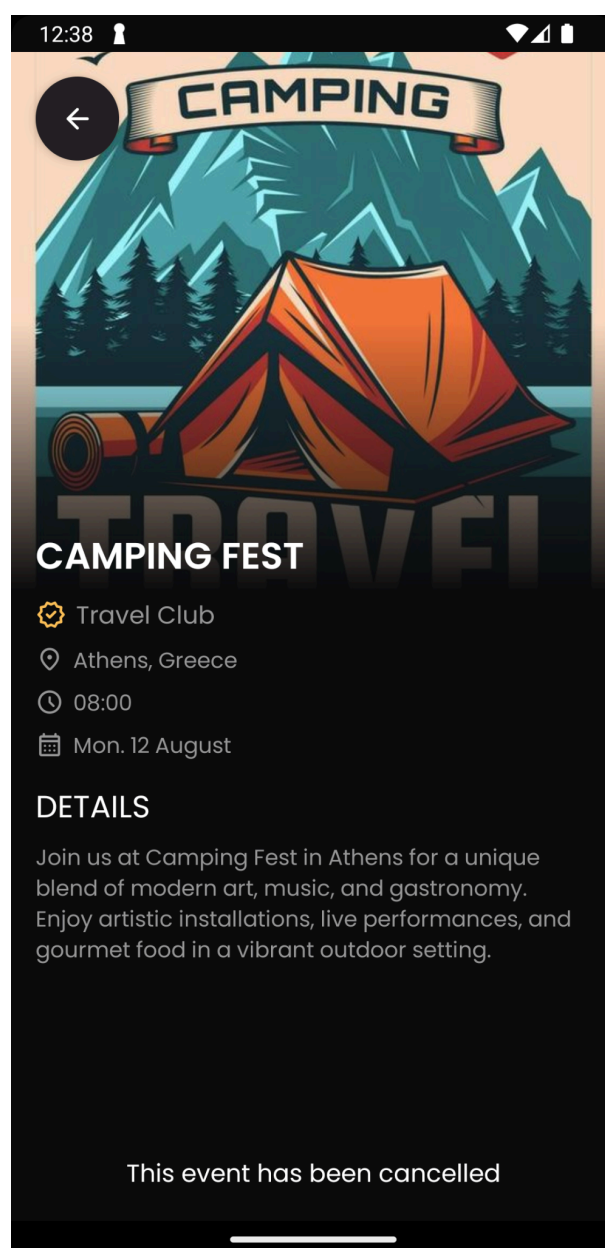 12:38
CAMPING
TRAVEL
CAMPING FEST
Travel Club
Athens, Greece
08:00
Mon. 12 August
DETAILS
Join us at Camping Fest in Athens for a unique
blend of modern art, music, and gastronomy.
Enjoy artistic installations, live performances, and
gourmet food in a vibrant outdoor setting.
This event has been cancelled